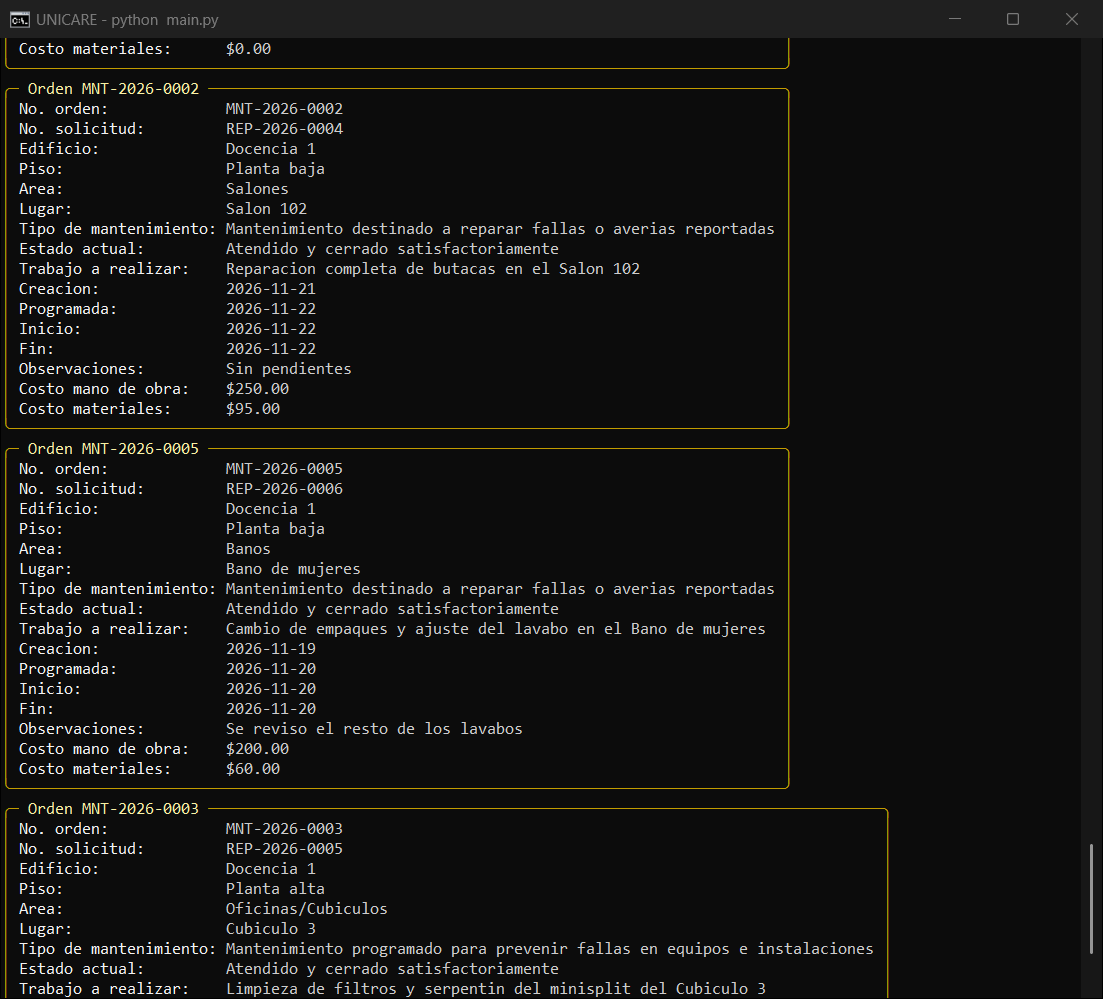 UNICARE - python  main.py
Costo materiales:      $0.00
Orden MNT-2026-0002
No. orden:             MNT-2026-0002
No. solicitud:         REP-2026-0004
Edificio:              Docencia 1
Piso:                  Planta baja
Area:                  Salones
Lugar:                 Salon 102
Tipo de mantenimiento: Mantenimiento destinado a reparar fallas o averias reportadas
Estado actual:         Atendido y cerrado satisfactoriamente
Trabajo a realizar:    Reparacion completa de butacas en el Salon 102
Creacion:              2026-11-21
Programada:            2026-11-22
Inicio:                2026-11-22
Fin:                   2026-11-22
Observaciones:         Sin pendientes
Costo mano de obra:    $250.00
Costo materiales:      $95.00
Orden MNT-2026-0005
No. orden:             MNT-2026-0005
No. solicitud:         REP-2026-0006
Edificio:              Docencia 1
Piso:                  Planta baja
Area:                  Banos
Lugar:                 Bano de mujeres
Tipo de mantenimiento: Mantenimiento destinado a reparar fallas o averias reportadas
Estado actual:         Atendido y cerrado satisfactoriamente
Trabajo a realizar:    Cambio de empaques y ajuste del lavabo en el Bano de mujeres
Creacion:              2026-11-19
Programada:            2026-11-20
Inicio:                2026-11-20
Fin:                   2026-11-20
Observaciones:         Se reviso el resto de los lavabos
Costo mano de obra:    $200.00
Costo materiales:      $60.00
Orden MNT-2026-0003
No. orden:             MNT-2026-0003
No. solicitud:         REP-2026-0005
Edificio:              Docencia 1
Piso:                  Planta alta
Area:                  Oficinas/Cubiculos
Lugar:                 Cubiculo 3
Tipo de mantenimiento: Mantenimiento programado para prevenir fallas en equipos e instalaciones
Estado actual:         Atendido y cerrado satisfactoriamente
Trabajo a realizar:    Limpieza de filtros y serpentin del minisplit del Cubiculo 3